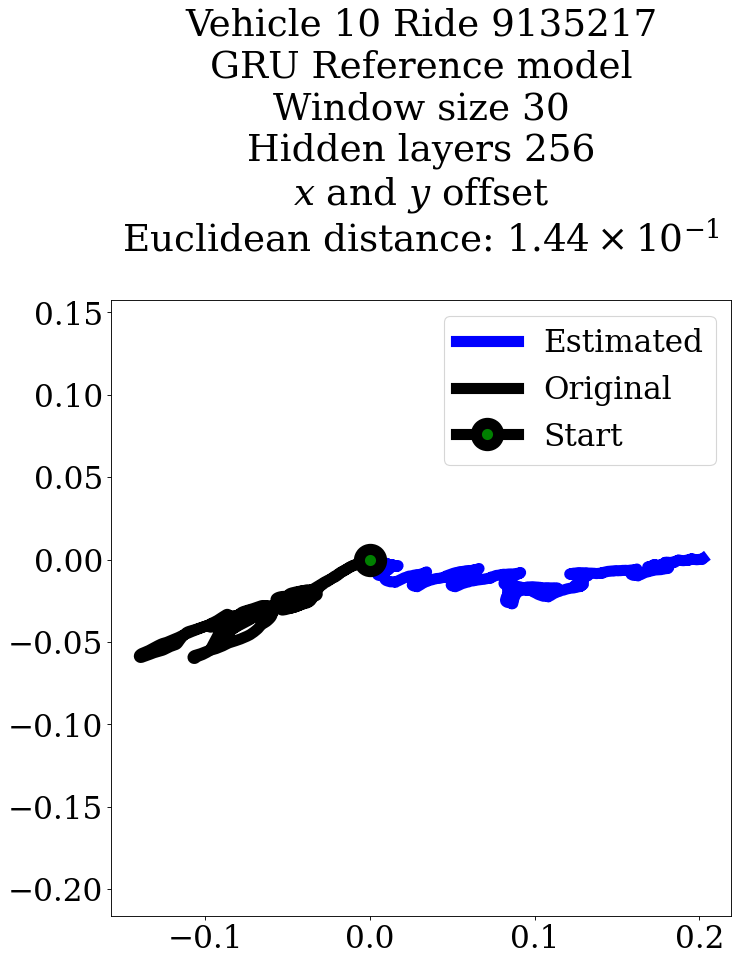 Vehicle 10 Ride 9135217
GRU Reference model
Window size 30
Hidden layers 256
x and y offset
Euclidean distance: 1.44 × 10⁻¹
Estimated
Original
Start
0.15
0.10
0.05
0.00
−0.05
−0.10
−0.15
−0.20
−0.1
0.0
0.1
0.2